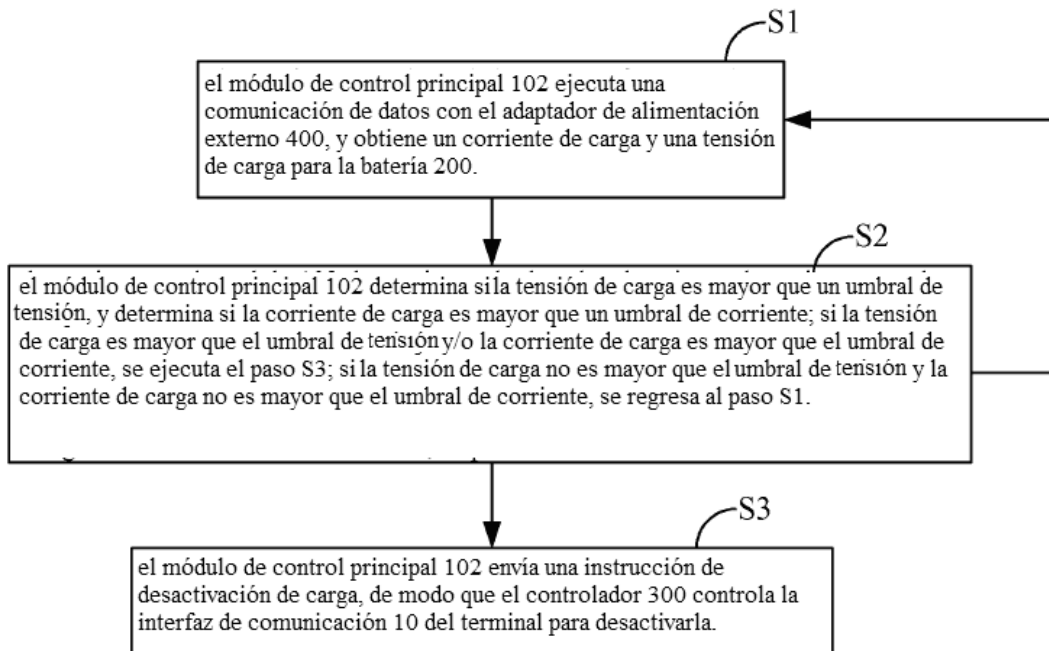 S1
el módulo de control principal 102 ejecuta una
comunicación de datos con el adaptador de alimentación
externo 400, y obtiene un corriente de carga y una tensión
de carga para la batería 200.
S2
el módulo de control principal 102 determina si la tensión de carga es mayor que un umbral de
tensión, y determina si la corriente de carga es mayor que un umbral de corriente; si la tensión
de carga es mayor que el umbral de tensión y/o la corriente de carga es mayor que el umbral de
corriente, se ejecuta el paso S3; si la tensión de carga no es mayor que el umbral de tensión y la
corriente de carga no es mayor que el umbral de corriente, se regresa al paso S1.
S3
el módulo de control principal 102 envía una instrucción de
desactivación de carga, de modo que el controlador 300 controla la
interfaz de comunicación 10 del terminal para desactivarla.